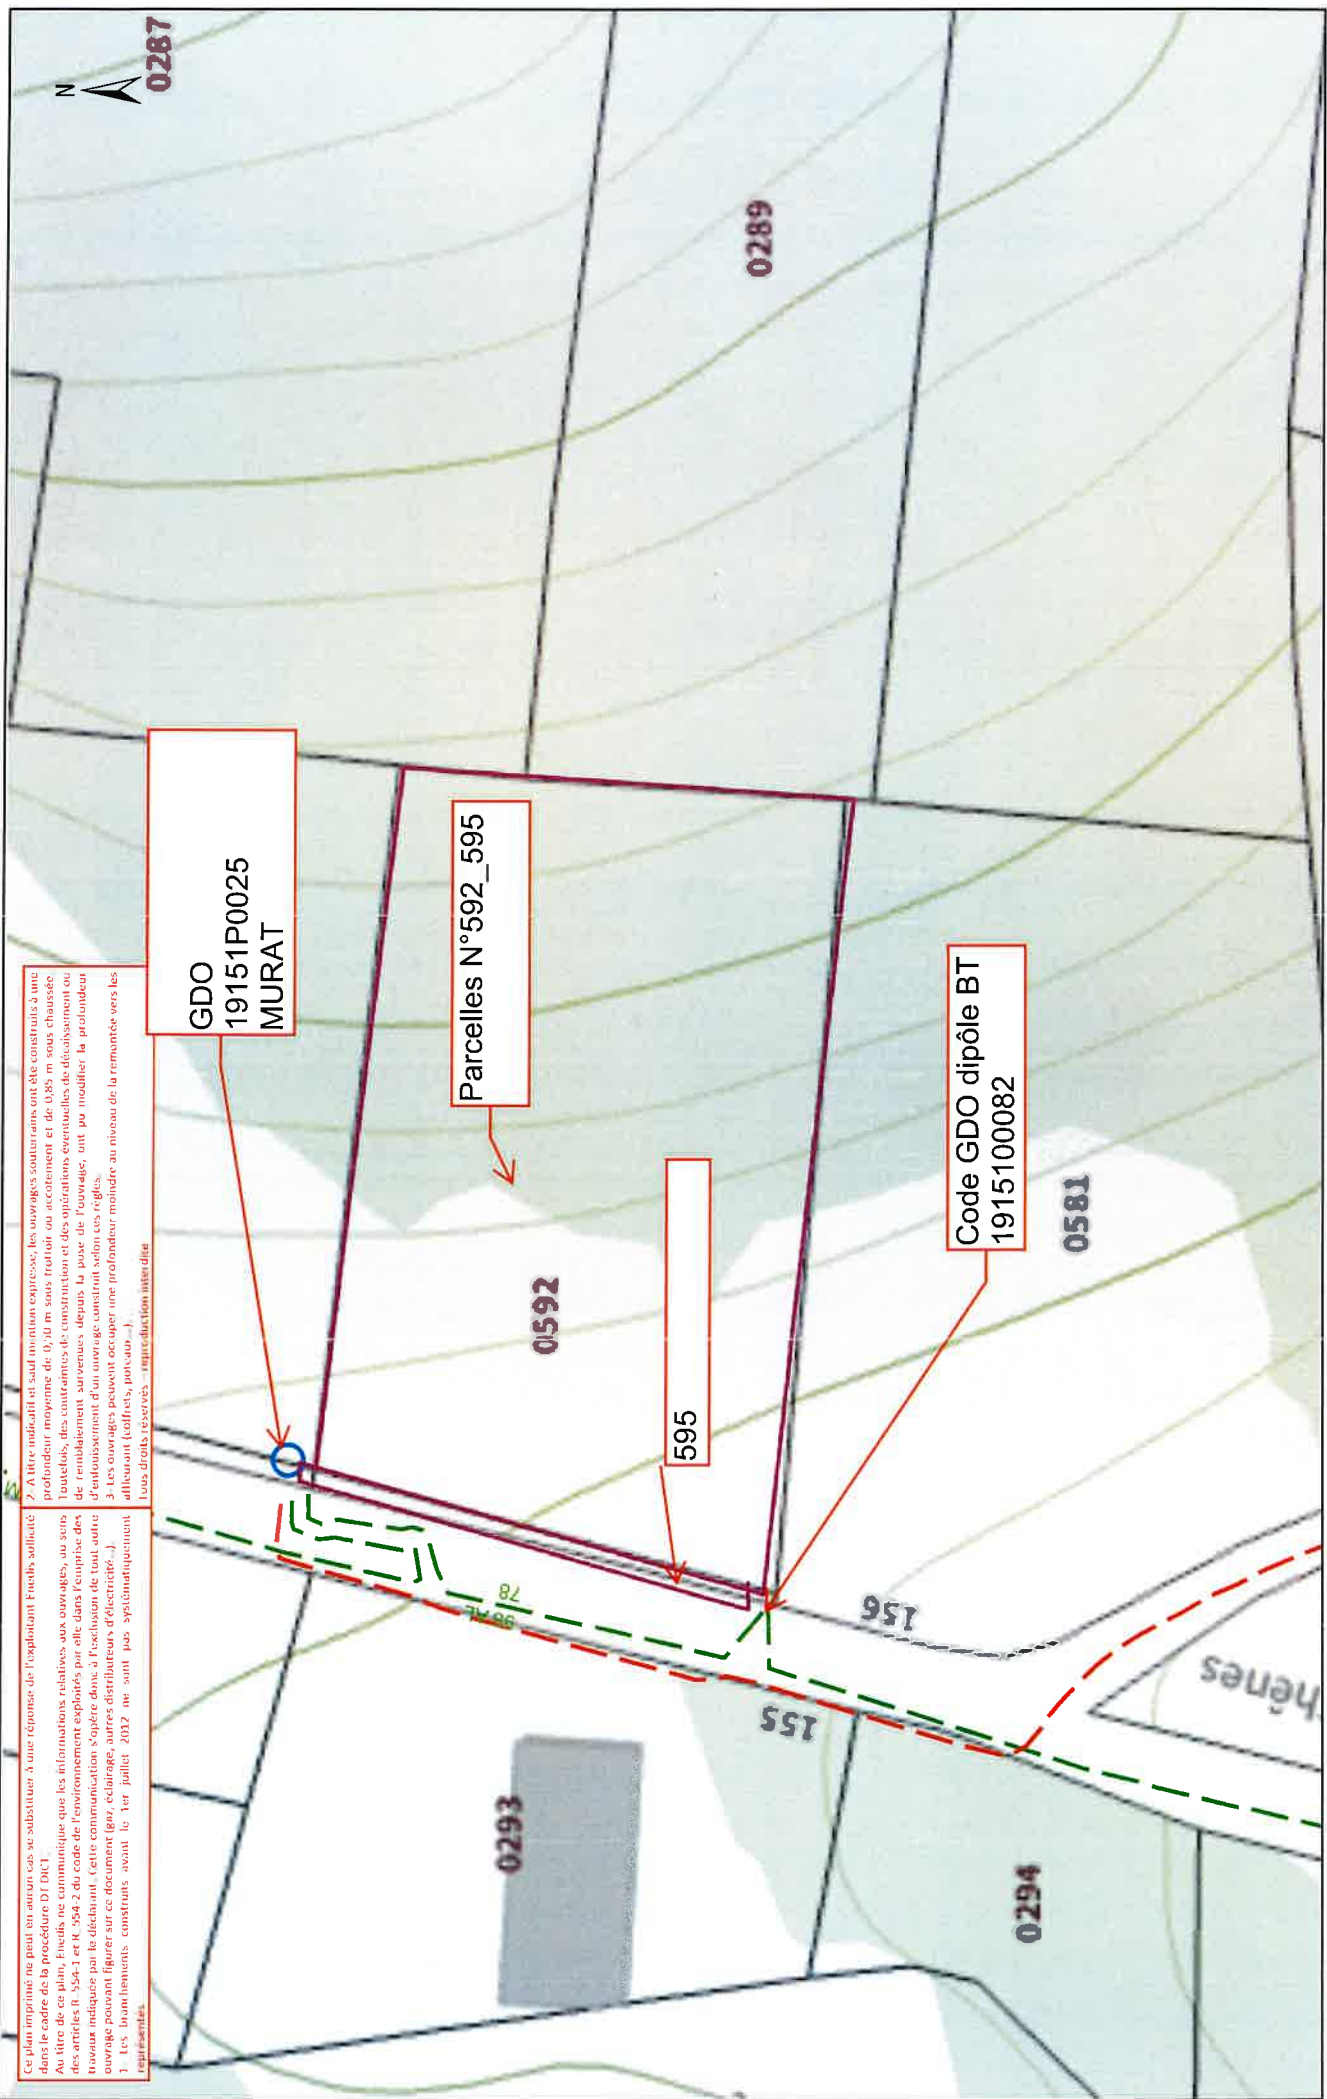 Ce plan imprimé ne peut en aucun cas se substituer à une réponse de l'exploitant Enedis sollicité
dans le cadre de la procédure DT DICT.
Au titre de ce plan, Enedis ne communique que les informations relatives aux ouvrages, au sens
des articles R. 554-1 et R. 554-2 du code de l'environnement exploités par elle dans l'emprise des
travaux indiquée par le déclarant. Cette communication s'opère donc à l'exclusion de tout autre
ouvrage pouvant figurer sur ce document (gaz, éclairage, autres distributeurs d'électricité...).
1- Les branchements construits avant le 1er juillet 2012 ne sont pas systématiquement
représentés.
2- A titre indicatif et sauf mention expresse, les ouvrages souterrains ont été construits à une
profondeur moyenne de 0,50 m sous trottoir ou accotement et de 0,85 m sous chaussée.
Toutefois, des contraintes de construction et des opérations éventuelles de décaissement ou
de remblaiement survenues depuis la pose de l'ouvrage, ont pu modifier la profondeur
d'enfouissement d'un ouvrage construit selon ces règles.
3- Les ouvrages peuvent occuper une profondeur moindre au niveau de la remontée vers les
affleurant (coffrets, poteaux...).
Tous droits réservés - reproduction interdite
N
0287
0289
GDO
19151P0025
MURAT
Parcelles N°592_595
0592
595
Code GDO dipôle BT
1915100082
0581
78
156
155
0293
0294
hênes